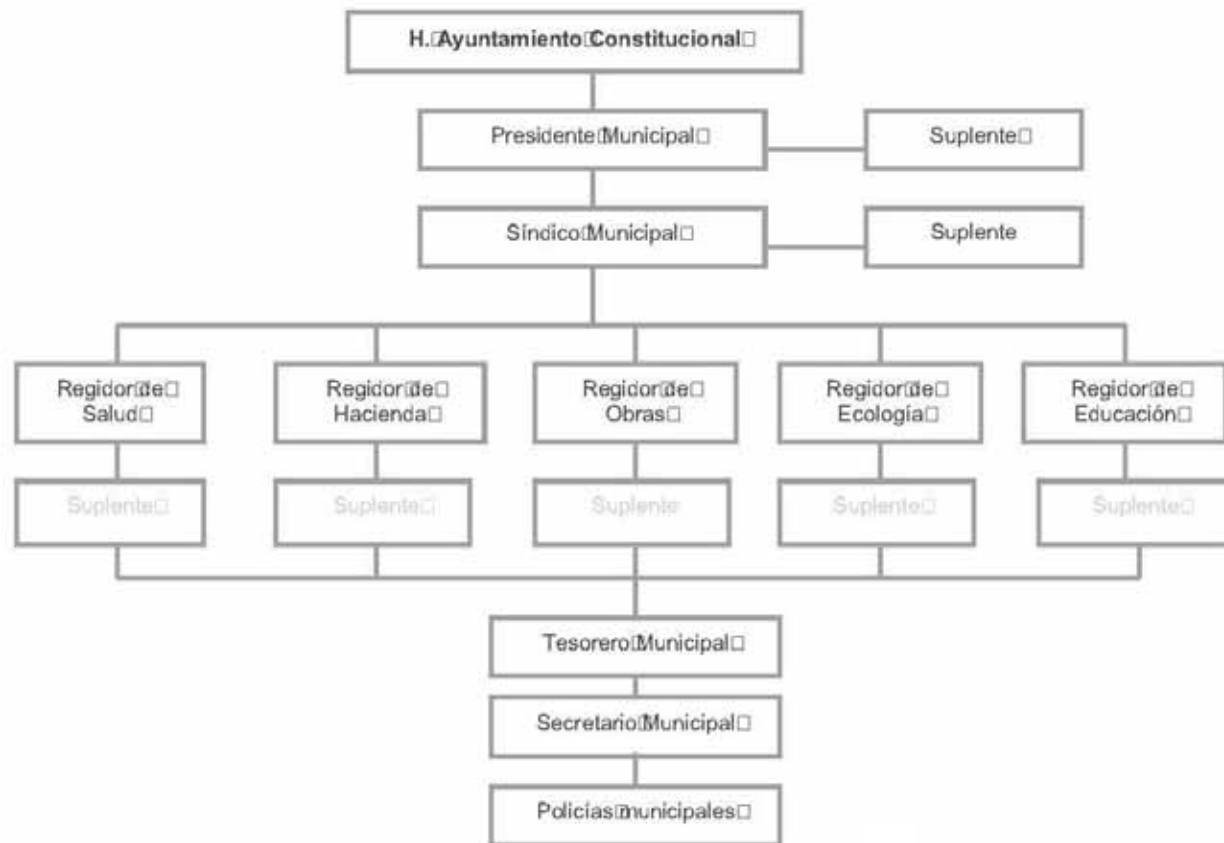 H. Ayuntamiento Constitucional
Presidente Municipal
Suplente
Síndico Municipal
Suplente
Regidor de
Salud
Regidor de
Hacienda
Regidor de
Obras
Regidor de
Ecología
Regidor de
Educación
Suplente
Suplente
Suplente
Suplente
Suplente
Tesorero Municipal
Secretario Municipal
Policías municipales